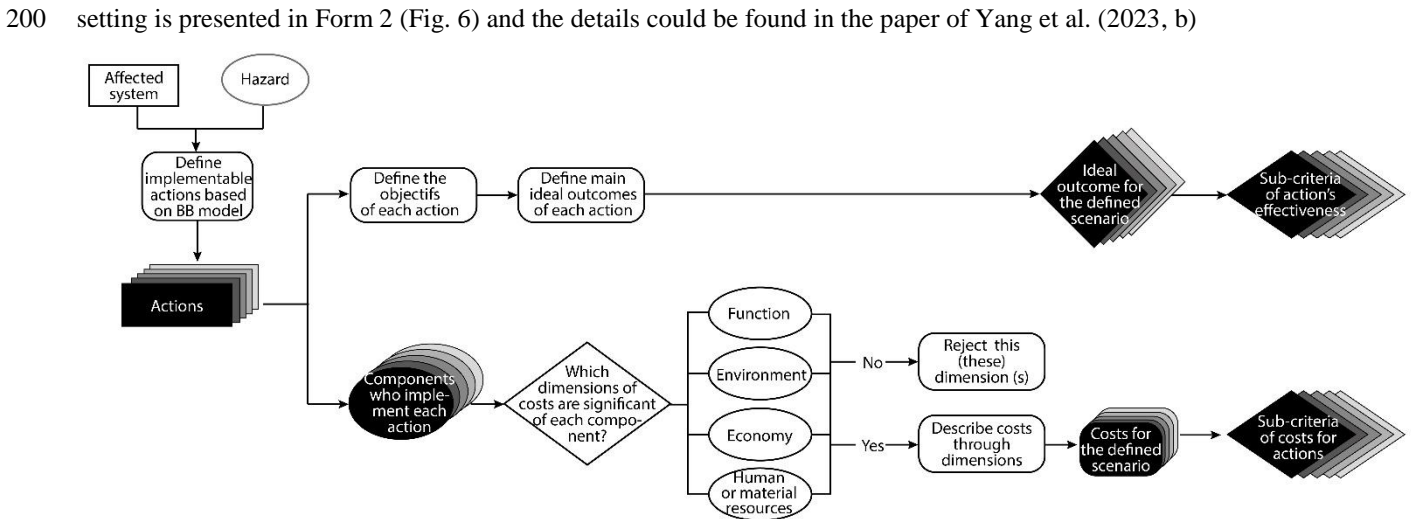 200 setting is presented in Form 2 (Fig. 6) and the details could be found in the paper of Yang et al. (2023, b)
Affected
system
Hazard
Define
implementable
actions based
on BB model
Define the
objectifs
of each action
Define main
ideal outcomes
of each action
Ideal
outcome for
the defined
scenario
Sub-criteria
of action's
effectiveness
Actions
Components
who imple-
ment each
action
Which
dimensions of
costs are significant
of each compo-
nent?
Function
Environment
Economy
Human
or material
resources
No
Reject this
(these)
dimension (s)
Yes
Describe costs
through
dimensions
Costs for
the defined
scenario
Sub-criteria
of costs for
actions